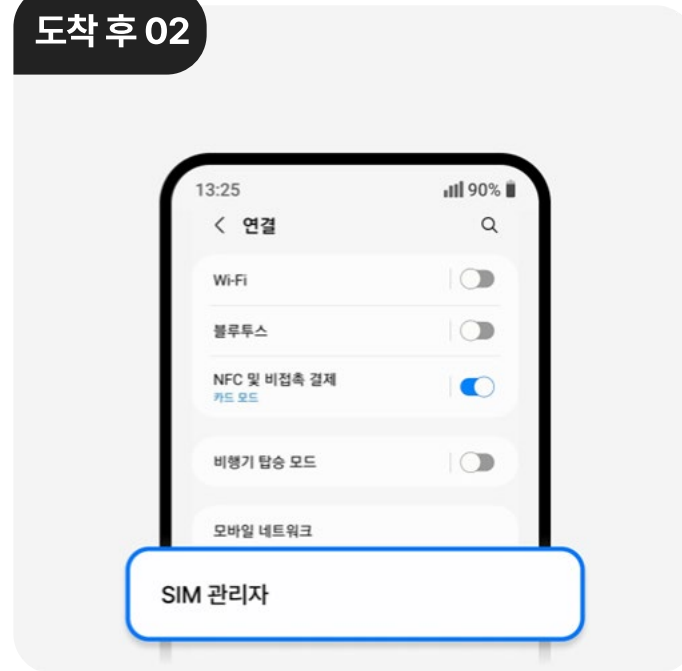 도착 후 02
13:25 90%
연결
Wi-Fi
블루투스
NFC 및 비접촉 결제
카드 모드
비행기 탑승 모드
모바일 네트워크
SIM 관리자